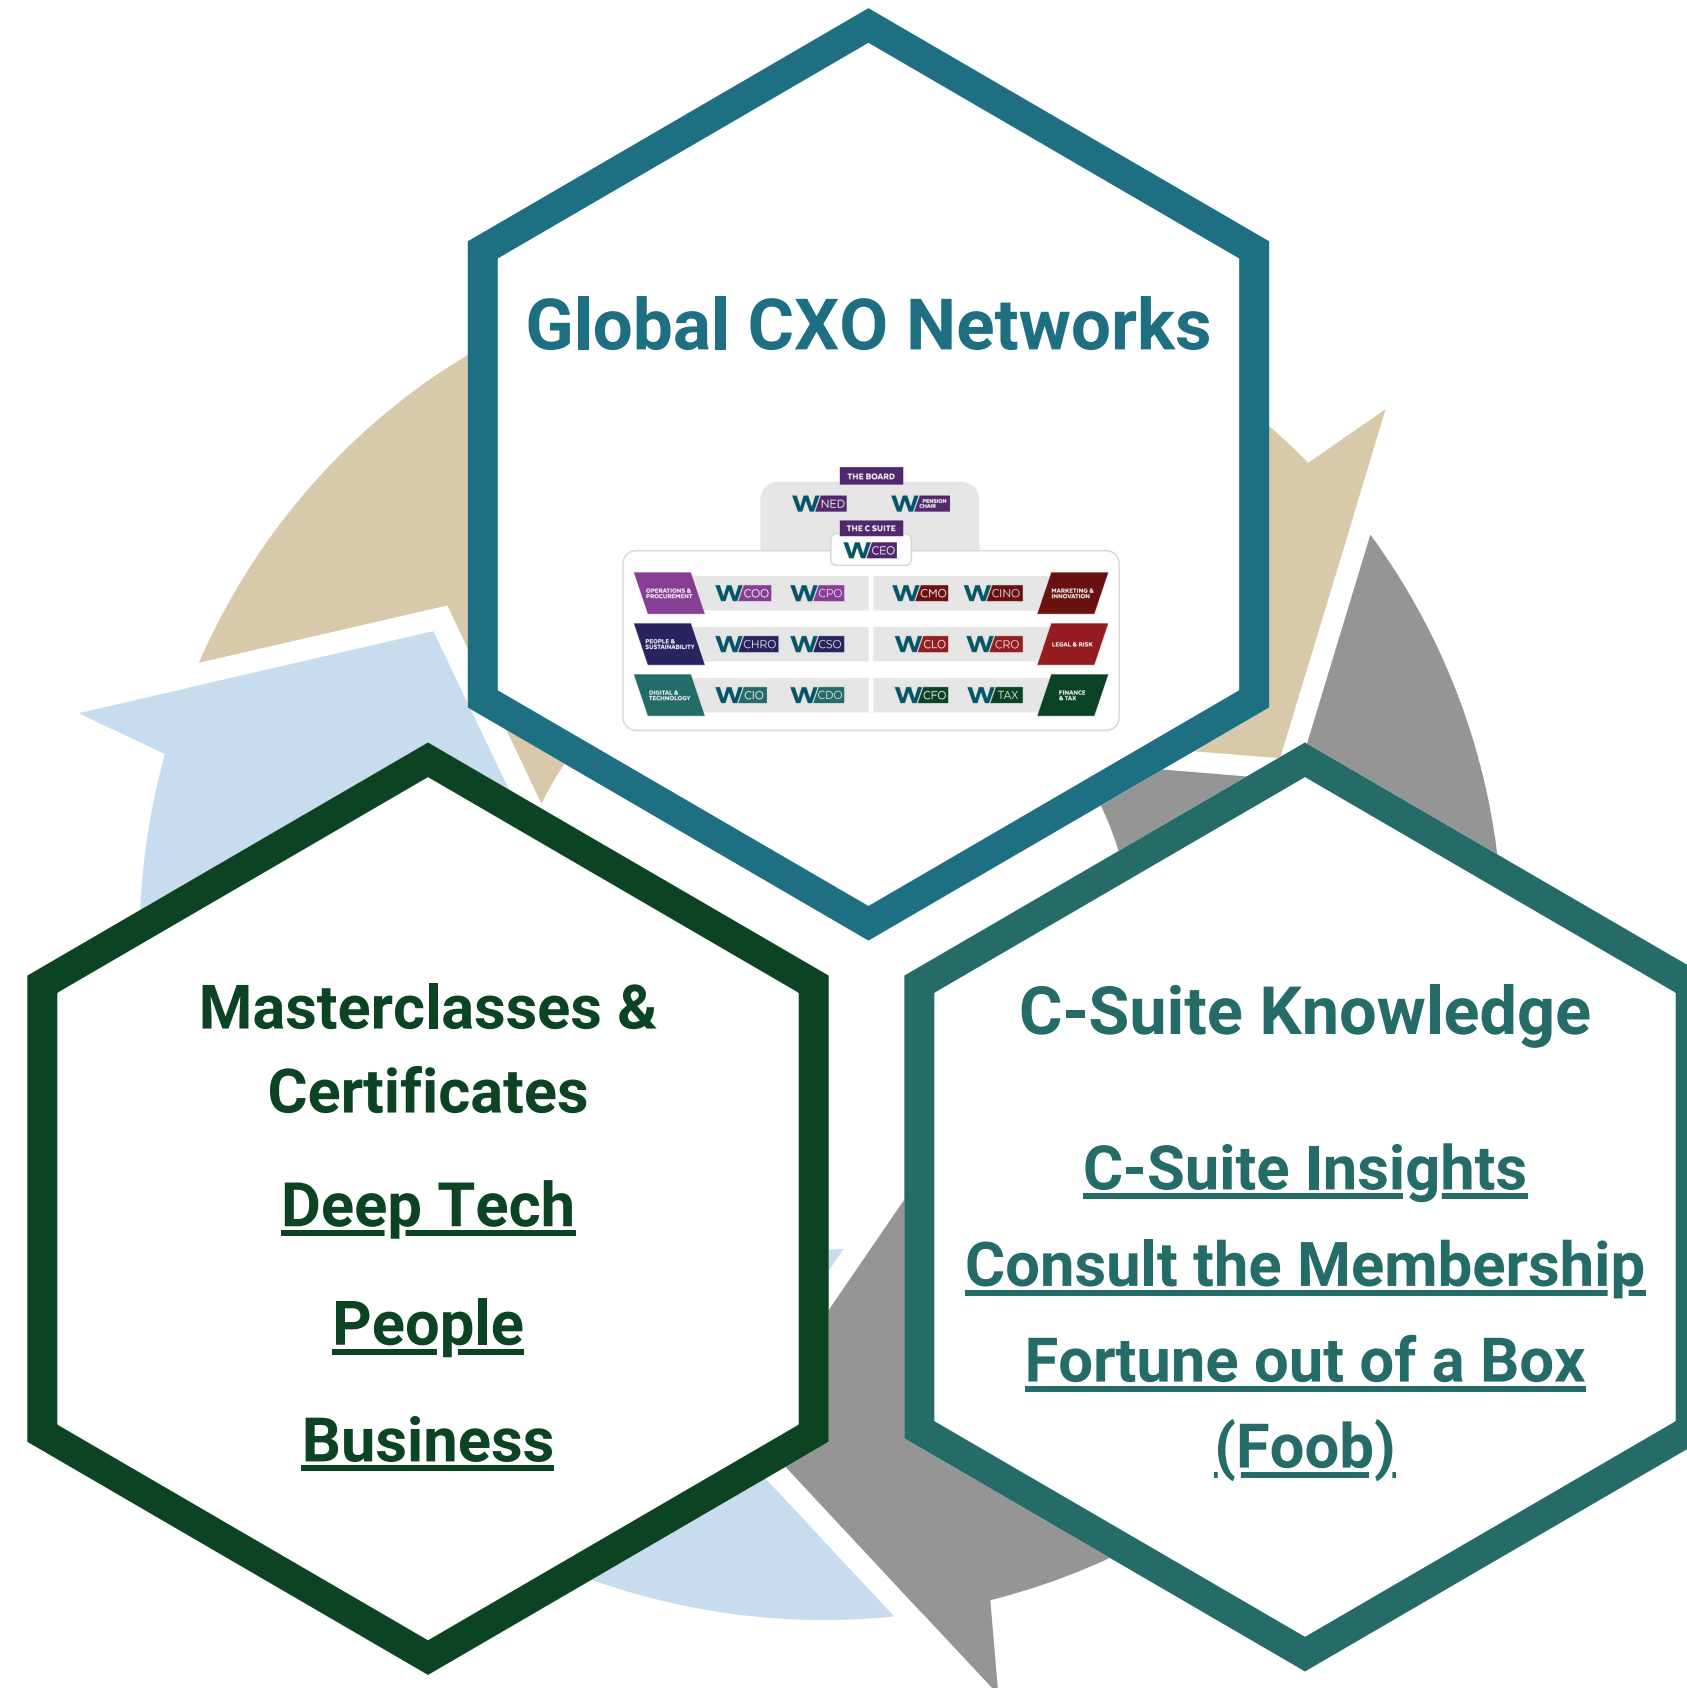 Global CXO Networks
THE BOARD
W/NED W/PENSION CHAIR
THE C SUITE
W/CEO
OPERATIONS & PROCUREMENT W/COO W/CPO W/CMO W/CINO MARKETING & INNOVATION
PEOPLE & SUSTAINABILITY W/CHRO W/CSO W/CLO W/CRO LEGAL & RISK
DIGITAL & TECHNOLOGY W/CIO W/CDO W/CFO W/TAX FINANCE & TAX
Masterclasses &
Certificates
Deep Tech
People
Business
C-Suite Knowledge
C-Suite Insights
Consult the Membership
Fortune out of a Box
(Foob)